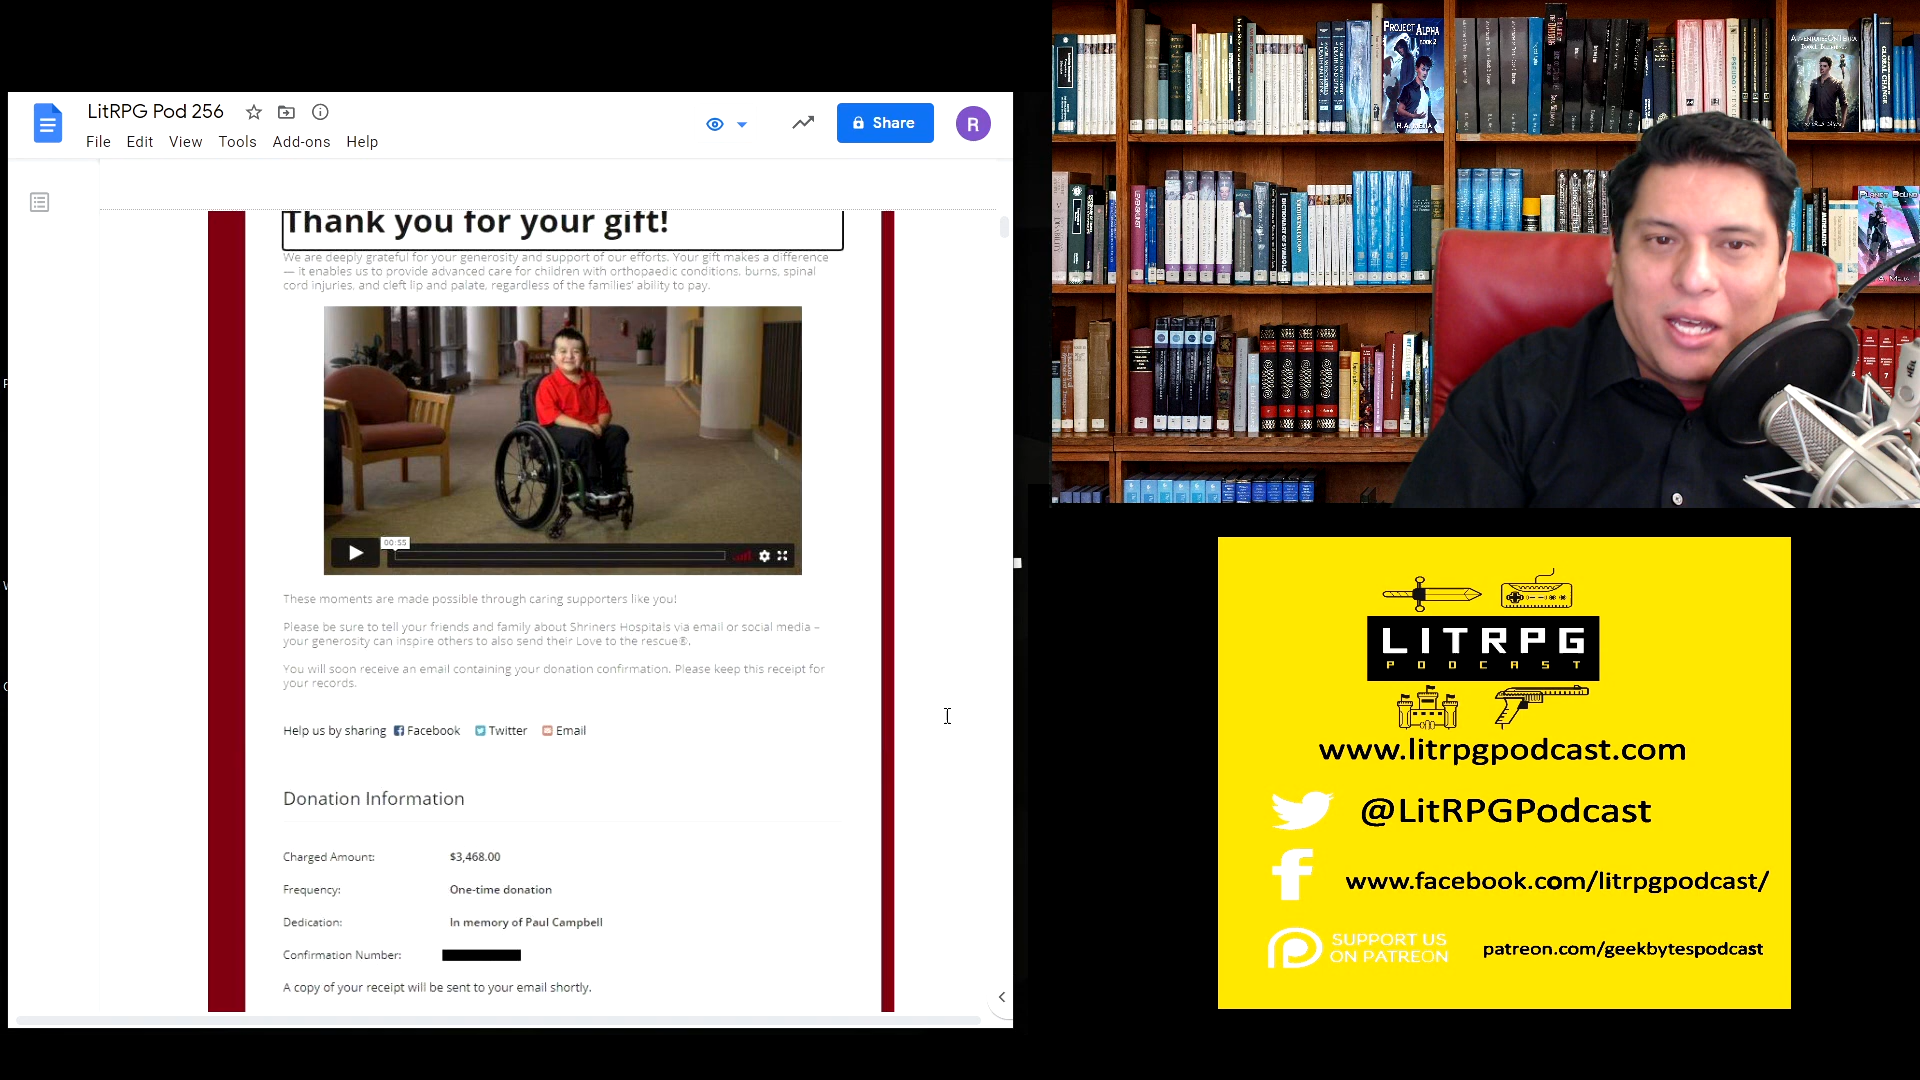 LitRPG Pod 256
File Edit View Tools Add-ons Help
Share
R
Thank you for your gift!
We are deeply grateful for your generosity and support of our efforts. Your gift makes a difference
— it enables us to provide advanced care for children with orthopaedic conditions, burns, spinal
cord injuries, and cleft lip and palate, regardless of the families' ability to pay.
00:55
These moments are made possible through caring supporters like you!
Please be sure to tell your friends and family about Shriners Hospitals via email or social media –
your generosity can inspire others to also send their Love to the rescue®.
You will soon receive an email containing your donation confirmation. Please keep this receipt for
your records.
Help us by sharing Facebook Twitter Email
Donation Information
Charged Amount: $3,468.00
Frequency: One-time donation
Dedication: In memory of Paul Campbell
Confirmation Number:
A copy of your receipt will be sent to your email shortly.
PROJECT ALPHA
BOOK 2
GLOBAL CHANGE
PLANET BOUND
LITRPG
PODCAST
www.litrpgpodcast.com
@LitRPGPodcast
www.facebook.com/litrpgpodcast/
SUPPORT US
ON PATREON
patreon.com/geekbytespodcast